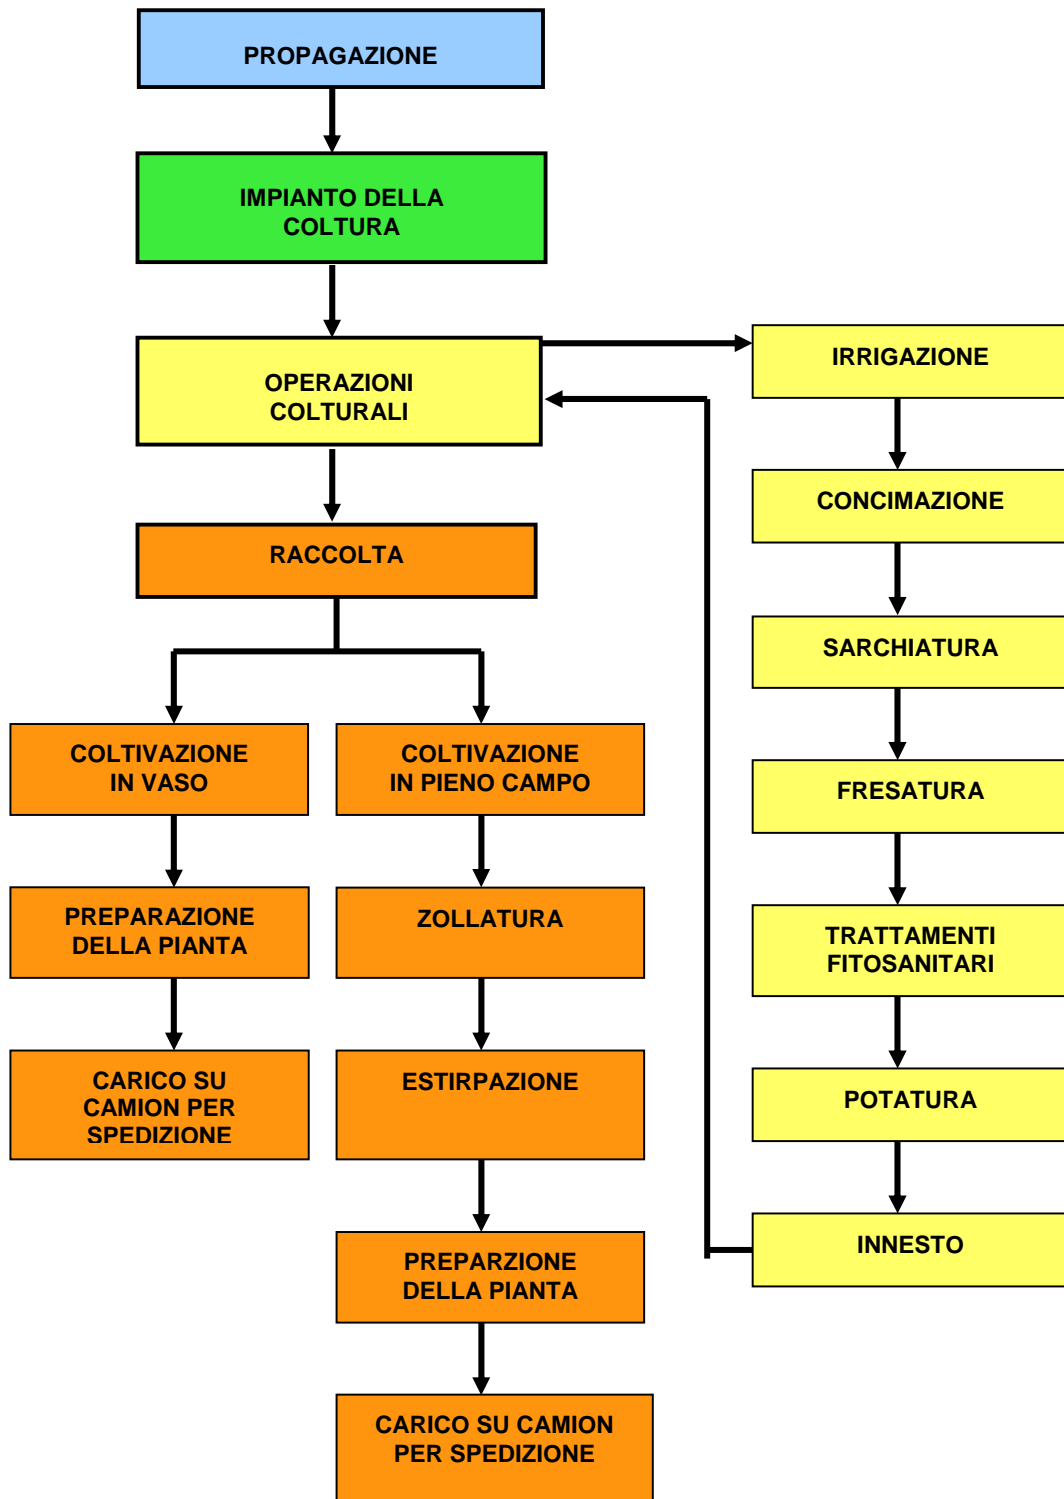 PROPAGAZIONE
IMPIANTO DELLA
COLTURA
OPERAZIONI
COLTURALI
RACCOLTA
COLTIVAZIONE
IN VASO
PREPARAZIONE
DELLA PIANTA
CARICO SU
CAMION PER
SPEDIZIONE
COLTIVAZIONE
IN PIENO CAMPO
ZOLLATURA
ESTIRPAZIONE
PREPARZIONE
DELLA PIANTA
CARICO SU CAMION
PER SPEDIZIONE
IRRIGAZIONE
CONCIMAZIONE
SARCHIATURA
FRESATURA
TRATTAMENTI
FITOSANITARI
POTATURA
INNESTO